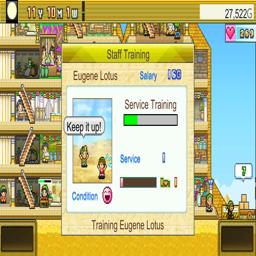 11Y 10M 1W
27,522G
Staff Training
Eugene Lotus
Salary
160
Service Training
Keep it up!
Service
Condition
Training Eugene Lotus